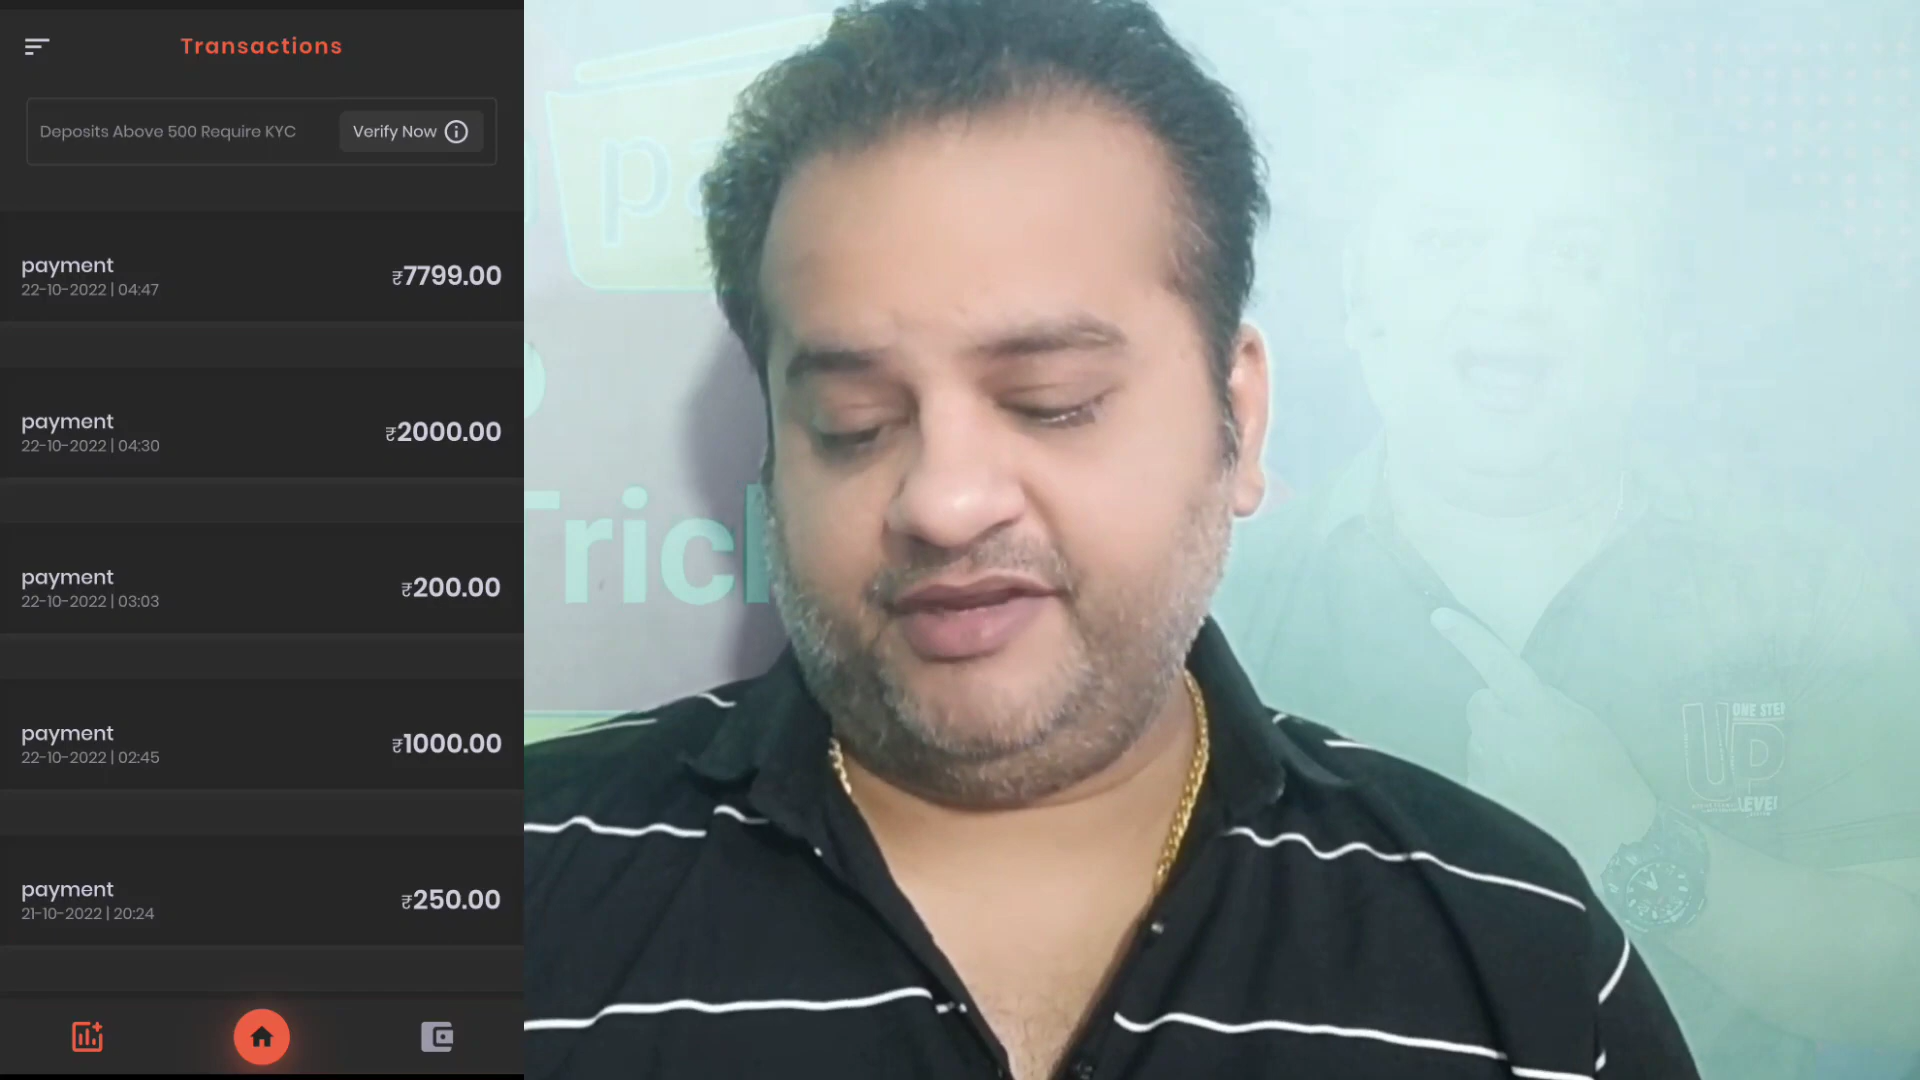 Transactions
Deposits Above 500 Require KYC
Verify Now
payment
22-10-2022 | 04:47
₹7799.00
payment
22-10-2022 | 04:30
₹2000.00
payment
22-10-2022 | 03:03
₹200.00
payment
22-10-2022 | 02:45
₹1000.00
payment
21-10-2022 | 20:24
₹250.00
UP
ONE STEP
LEVEL